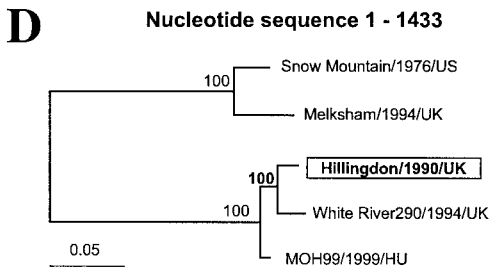 D
Nucleotide sequence 1 - 1433
Snow Mountain/1976/US
100
Melksham/1994/UK
Hillingdon/1990/UK
100
White River290/1994/UK
100
MOH99/1999/HU
0.05